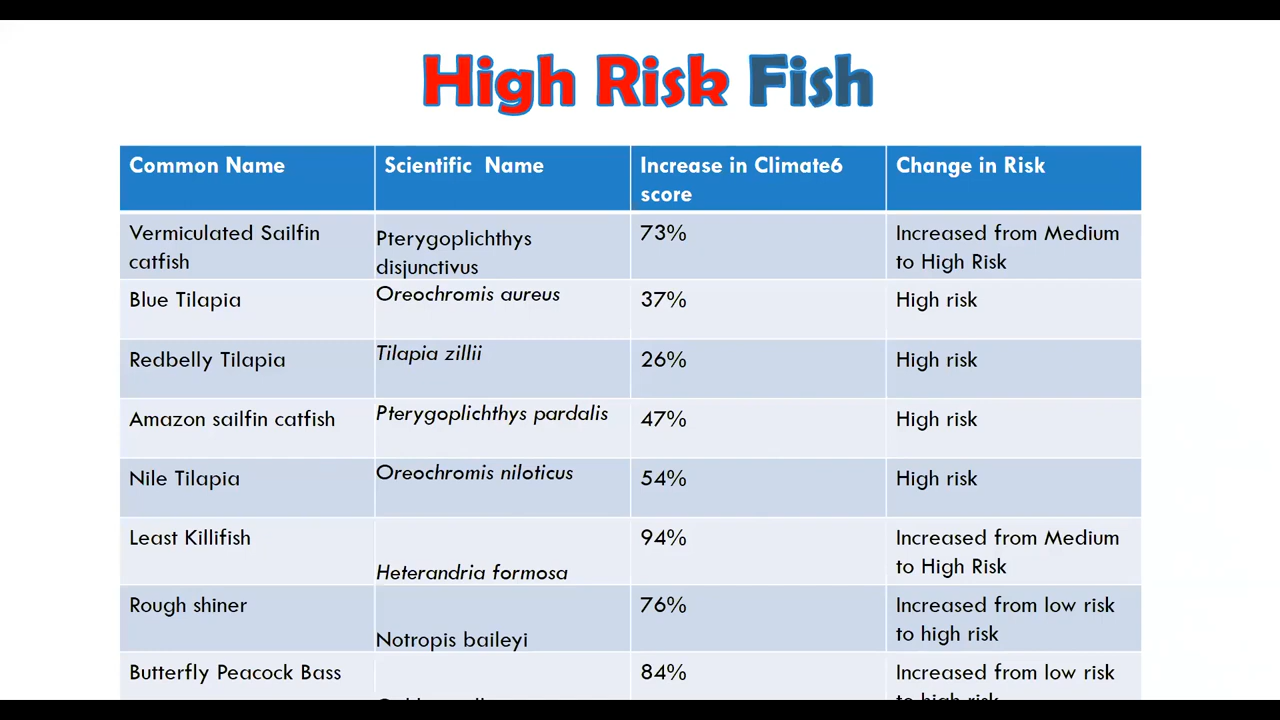 High Risk Fish
Common Name
Scientific Name
Increase in Climate6
score
Change in Risk
Vermiculated Sailfin
catfish
Pterygoplichthys
disjunctivus
73%
Increased from Medium
to High Risk
Blue Tilapia
Oreochromis aureus
37%
High risk
Redbelly Tilapia
Tilapia zillii
26%
High risk
Amazon sailfin catfish
Pterygoplichthys pardalis
47%
High risk
Nile Tilapia
Oreochromis niloticus
54%
High risk
Least Killifish
Heterandria formosa
94%
Increased from Medium
to High Risk
Rough shiner
Notropis baileyi
76%
Increased from low risk
to high risk
Butterfly Peacock Bass
84%
Increased from low risk
to high risk